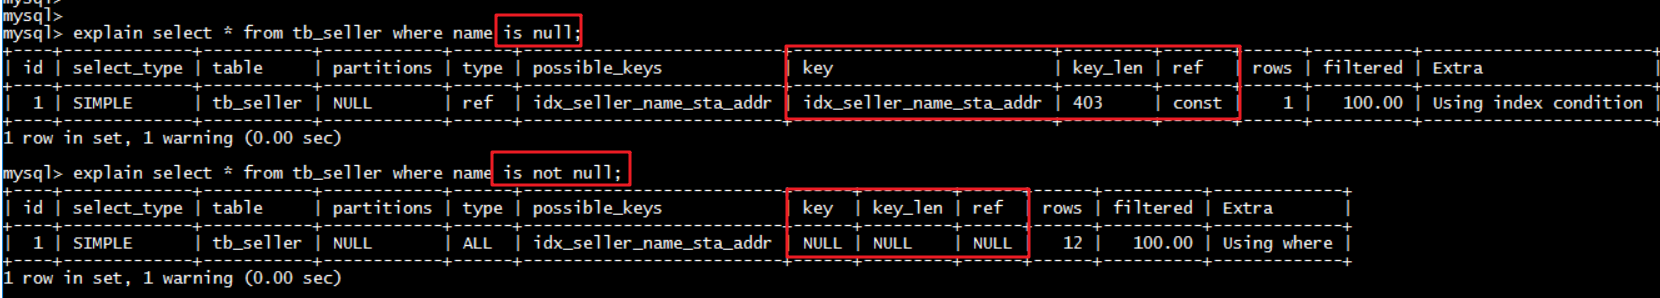 mysql>
mysql>
mysql> explain select * from tb_seller where name is null;
+----+-------------+-----------+------------+------+--------------------------+--------------------------+---------+-------+------+----------+-----------------------+
| id | select_type | table | partitions | type | possible_keys | key | key_len | ref | rows | filtered | Extra |
+----+-------------+-----------+------------+------+--------------------------+--------------------------+---------+-------+------+----------+-----------------------+
| 1 | SIMPLE | tb_seller | NULL | ref | idx_seller_name_sta_addr | idx_seller_name_sta_addr | 403 | const | 1 | 100.00 | Using index condition |
+----+-------------+-----------+------------+------+--------------------------+--------------------------+---------+-------+------+----------+-----------------------+
1 row in set, 1 warning (0.00 sec)
mysql> explain select * from tb_seller where name is not null;
+----+-------------+-----------+------------+------+--------------------------+------+---------+------+------+----------+-------------+
| id | select_type | table | partitions | type | possible_keys | key | key_len | ref | rows | filtered | Extra |
+----+-------------+-----------+------------+------+--------------------------+------+---------+------+------+----------+-------------+
| 1 | SIMPLE | tb_seller | NULL | ALL | idx_seller_name_sta_addr | NULL | NULL | NULL | 12 | 100.00 | Using where |
+----+-------------+-----------+------------+------+--------------------------+------+---------+------+------+----------+-------------+
1 row in set, 1 warning (0.00 sec)